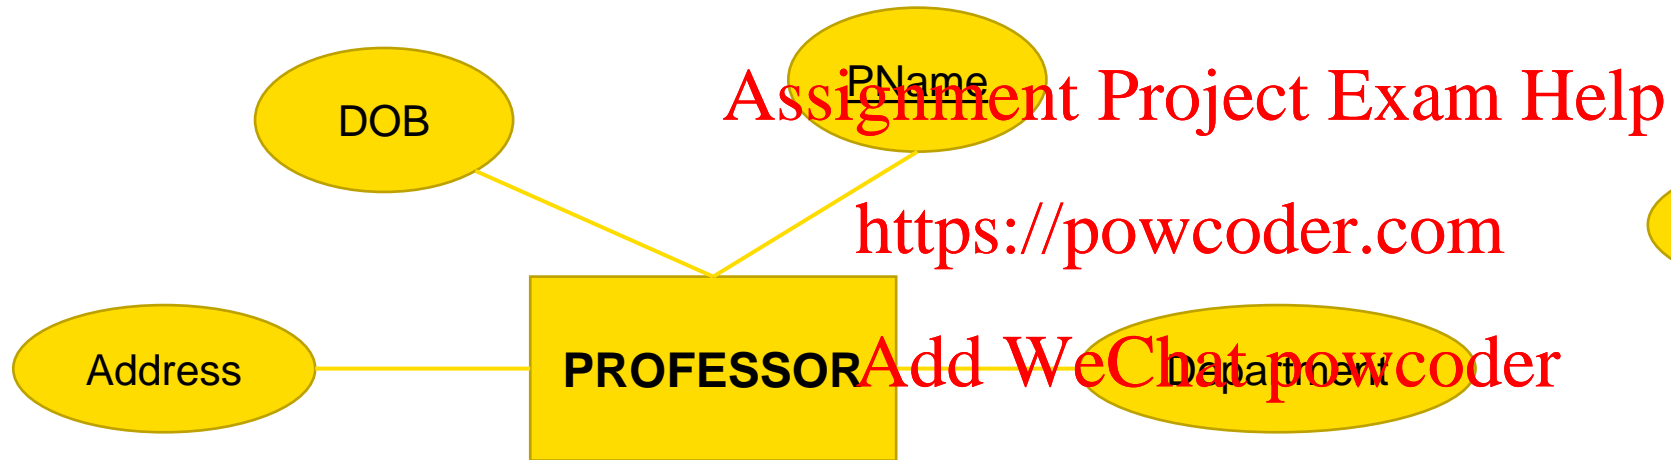 PName
Assignment Project Exam Help
DOB
https://powcoder.com
Address
PROFESSOR
Department
Add WeChat powcoder